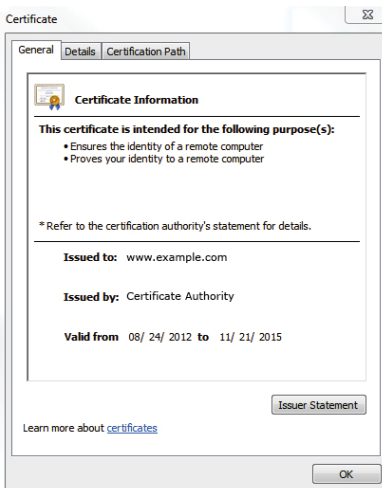 Certificate
General Details Certification Path
Certificate Information
This certificate is intended for the following purpose(s):
• Ensures the identity of a remote computer
• Proves your identity to a remote computer
* Refer to the certification authority's statement for details.
Issued to: www.example.com
Issued by: Certificate Authority
Valid from 08/ 24/ 2012 to 11/ 21/ 2015
Issuer Statement
Learn more about certificates
OK